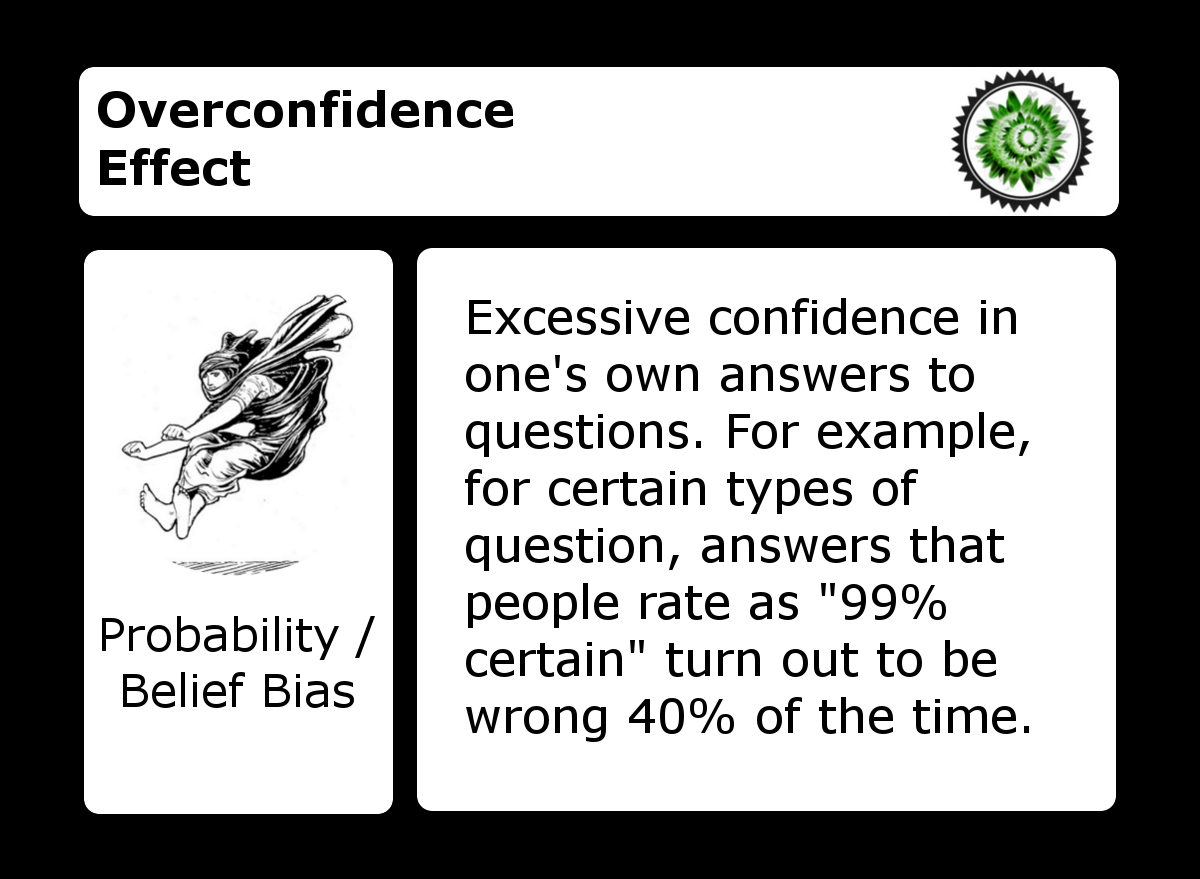 Overconfidence
Effect
Probability /
Belief Bias
Excessive confidence in
one's own answers to
questions. For example,
for certain types of
question, answers that
people rate as "99%
certain" turn out to be
wrong 40% of the time.